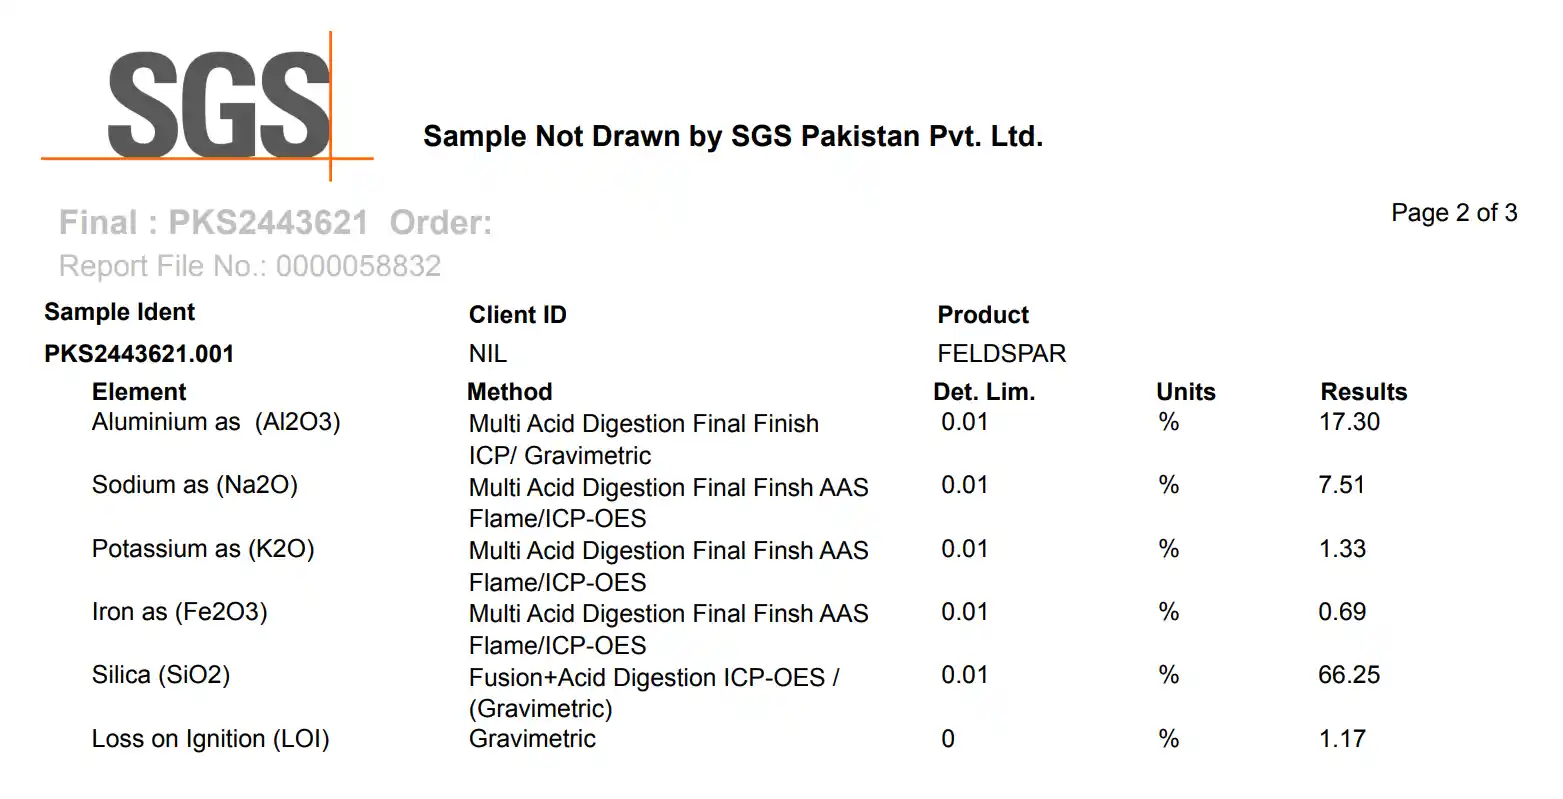 SGS
Sample Not Drawn by SGS Pakistan Pvt. Ltd.
Final : PKS2443621 Order:
Page 2 of 3
Report File No.: 0000058832
Sample Ident Client ID Product
PKS2443621.001 NIL FELDSPAR
Element Method Det. Lim. Units Results
Aluminium as (Al2O3) Multi Acid Digestion Final Finish 0.01 % 17.30
ICP/ Gravimetric
Sodium as (Na2O) Multi Acid Digestion Final Finsh AAS 0.01 % 7.51
Flame/ICP-OES
Potassium as (K2O) Multi Acid Digestion Final Finsh AAS 0.01 % 1.33
Flame/ICP-OES
Iron as (Fe2O3) Multi Acid Digestion Final Finsh AAS 0.01 % 0.69
Flame/ICP-OES
Silica (SiO2) Fusion+Acid Digestion ICP-OES / 0.01 % 66.25
(Gravimetric)
Loss on Ignition (LOI) Gravimetric 0 % 1.17